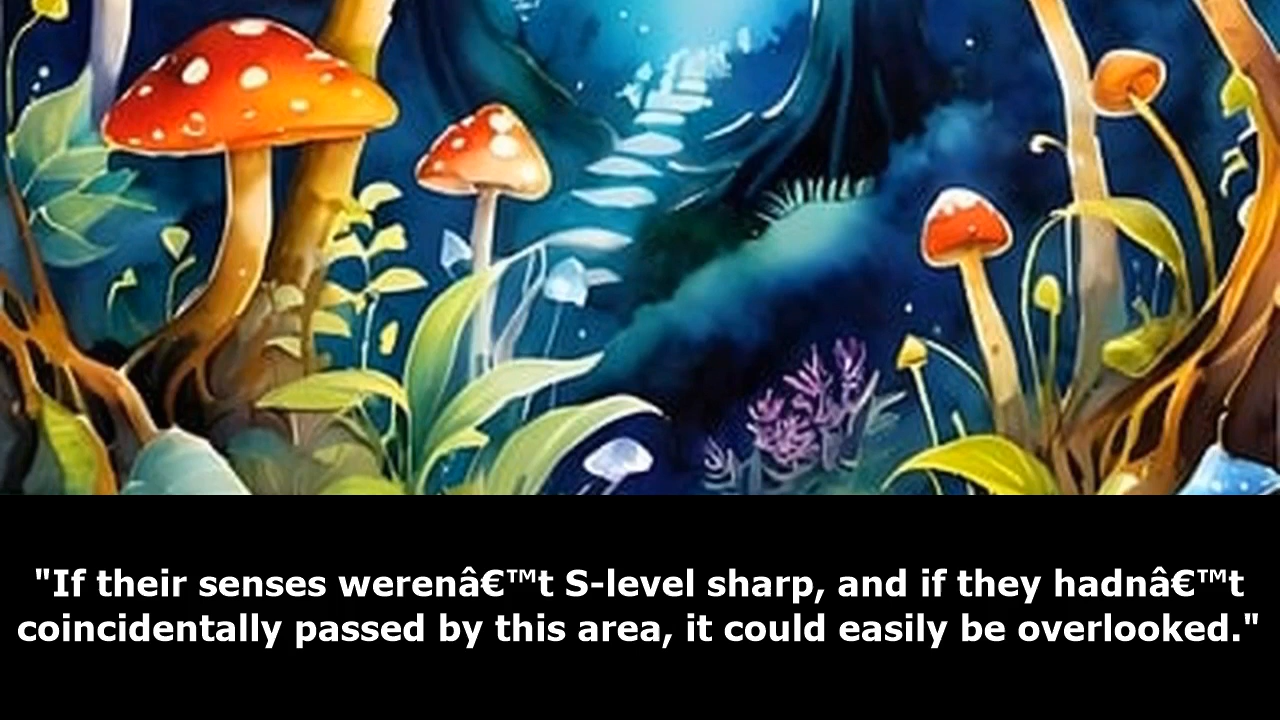 "If their senses werenâ€™t S-level sharp, and if they hadnâ€™t
coincidentally passed by this area, it could easily be overlooked."